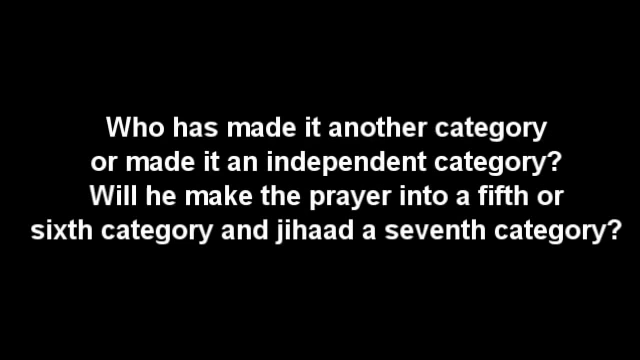 Who has made it another category
or made it an independent category?
Will he make the prayer into a fifth or
sixth category and jihaad a seventh category?